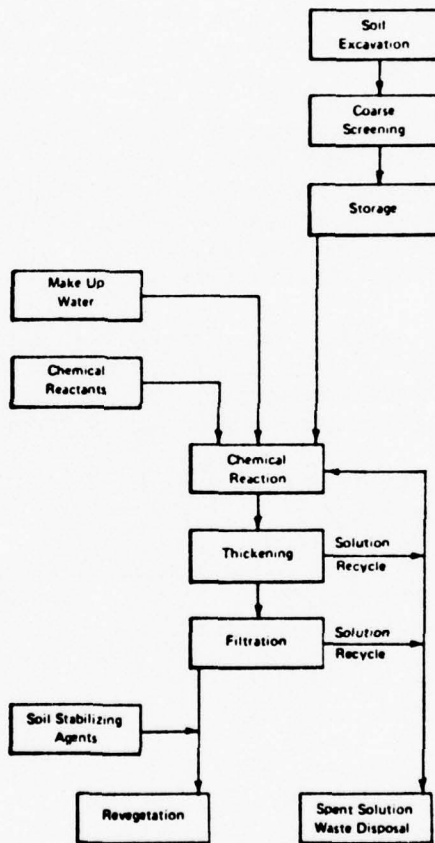 Soil
Excavation
Coarse
Screening
Storage
Make Up
Water
Chemical
Reactants
Chemical
Reaction
Thickening
Solution
Recycle
Filtration
Solution
Recycle
Soil Stabilizing
Agents
Revegetation
Spent Solution
Waste Disposal